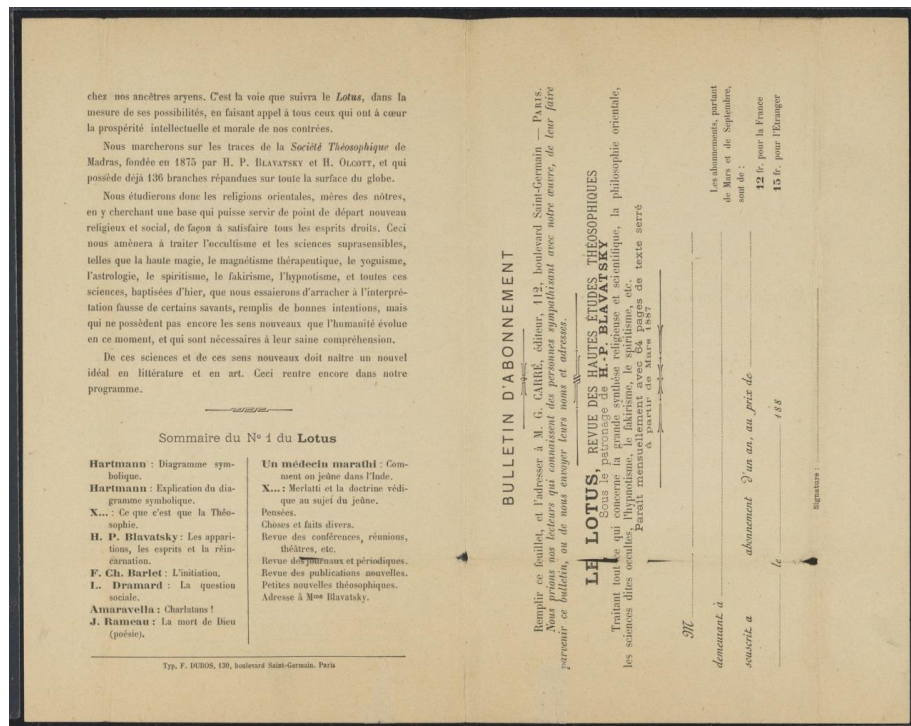 chez nos ancêtres aryens. C'est la voie que suivra le Lotus, dans la
mesure de ses possibilités, en faisant appel à tous ceux qui ont à cœur
la prospérité intellectuelle et morale de nos contrées.
Nous marcherons sur les traces de la Société Théosophique de
Madras, fondée en 1875 par H. P. BLAVATSKY et H. OLCOTT, et qui
possède déjà 136 branches répandues sur toute la surface du globe.
Nous étudierons donc les religions orientales, mères des nôtres,
en y cherchant une base qui puisse servir de point de départ nouveau
religieux et social, de façon à satisfaire tous les esprits droits. Ceci
nous amènera à traiter l'occultisme et les sciences suprasensibles,
telles que la haute magie, le magnétisme thérapeutique, le yoguisme,
l'astrologie, le spiritisme, le fakirisme, l'hypnotisme, et toutes ces
sciences, baptisées d'hier, que nous essaierons d'arracher à l'interpré-
tation fausse de certains savants, remplis de bonnes intentions, mais
qui ne possèdent pas encore les sens nouveaux que l'humanité évolue
en ce moment, et qui sont nécessaires à leur saine compréhension.
De ces sciences et de ces sens nouveaux doit naître un nouvel
idéal en littérature et en art. Ceci rentre encore dans notre
programme.
Sommaire du No 1 du Lotus
Hartmann : Diagramme sym-
bolique.
Hartmann : Explication du dia-
gramme symbolique.
X... : Ce que c'est que la Théo-
sophie.
H. P. Blavatsky : Les appari-
tions, les esprits et la réin-
carnation.
F. Ch. Barlet : L'initiation.
L. Dramard : La question
sociale.
Amaravella : Charlatans !
J. Rameau : La mort de Dieu
(poésie).
Un médecin marathi : Com-
ment on jeûne dans l'Inde.
X... : Merlatti et la doctrine védi-
que au sujet du jeûne.
Pensées.
Choses et faits divers.
Revue des conférences, réunions,
théâtres, etc.
Revue des journaux et périodiques.
Revue des publications nouvelles.
Petites nouvelles théosophiques.
Adresse à Mme Blavatsky.
Typ. F. DUBOS, 130, boulevard Saint-Germain. Paris
BULLETIN D'ABONNEMENT
Remplir ce feuillet, et l'adresser à M. G. CARRÉ, éditeur, 112, boulevard Saint-Germain — PARIS.
Nous prions nos lecteurs qui connaissent des personnes sympathisant avec notre œuvre, de leur faire
parvenir ce bulletin, ou de nous envoyer leurs noms et adresses.
LE LOTUS, REVUE DES HAUTES ÉTUDES THÉOSOPHIQUES
Sous le patronage de H.-P. BLAVATSKY
Traitant tout ce qui concerne la grande synthèse religieuse et scientifique, la philosophie orientale,
les sciences dites occultes, l'hypnotisme, le fakirisme, le spiritisme, etc.
Paraît mensuellement avec 64 pages de texte serré
à partir de Mars 1887
M
demeurant à
souscrit a abonnement d'un an, au prix de
le 188
Les abonnements, partant
de Mars et de Septembre,
sont de :
12 fr. pour la France
15 fr. pour l'Etranger
Signature :